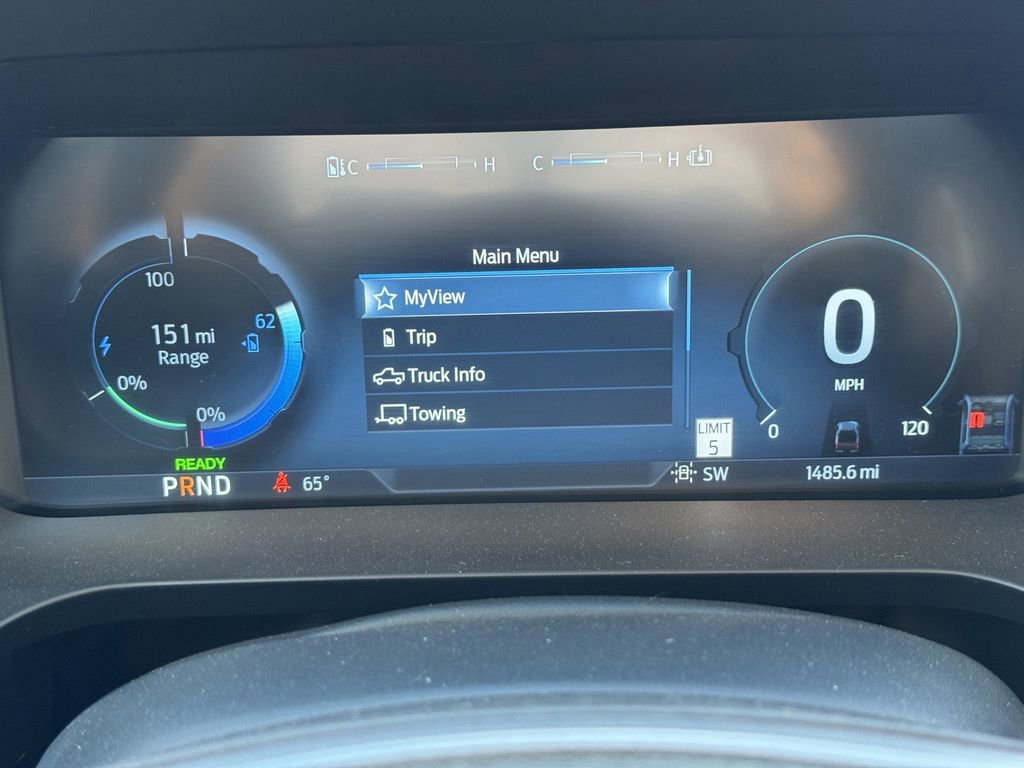 C H C H
Main Menu
MyView
Trip
Truck Info
Towing
100
151 mi
Range
62
0%
0%
READY
PRND
65°
LIMIT
5
SW
0
MPH
0
120
1485.6 mi